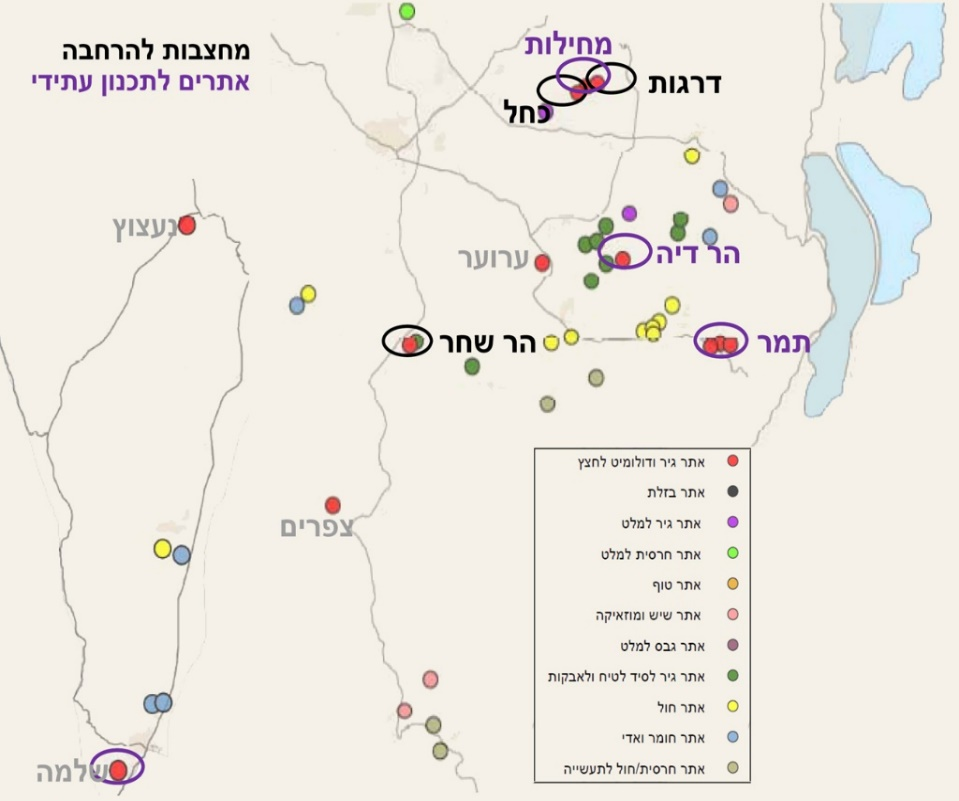 מחצבות להרחבה
אתרים לתכנון עתידי
מחילות
דרגות
כחל
נעצוץ
ערוער
הר דיה
הר שחר
תמר
צפרים
שלמה
אתר גיר ודולומיט לחצץ
אתר בזלת
אתר גיר למלט
אתר חרסית למלט
אתר טוף
אתר שיש ומוזאיקה
אתר גבס למלט
אתר גיר לסיד לטיח ולאבקות
אתר חול
אתר חומר ואדי
אתר חרסית/חול לתעשייה